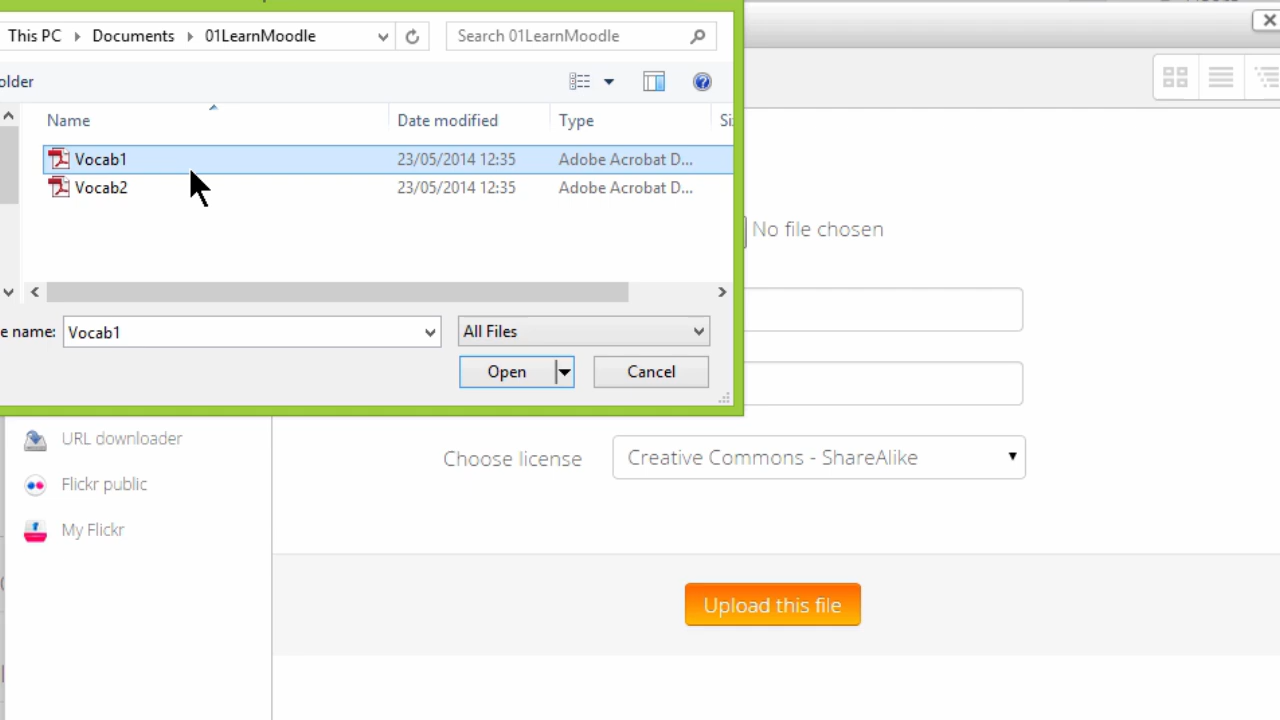 This PC Documents 01LearnMoodle Search 01LearnMoodle
older
Name Date modified Type Si
Vocab1 23/05/2014 12:35 Adobe Acrobat D...
Vocab2 23/05/2014 12:35 Adobe Acrobat D...
No file chosen
e name: Vocab1 All Files
Open Cancel
URL downloader
Choose license Creative Commons - ShareAlike
Flickr public
My Flickr
Upload this file